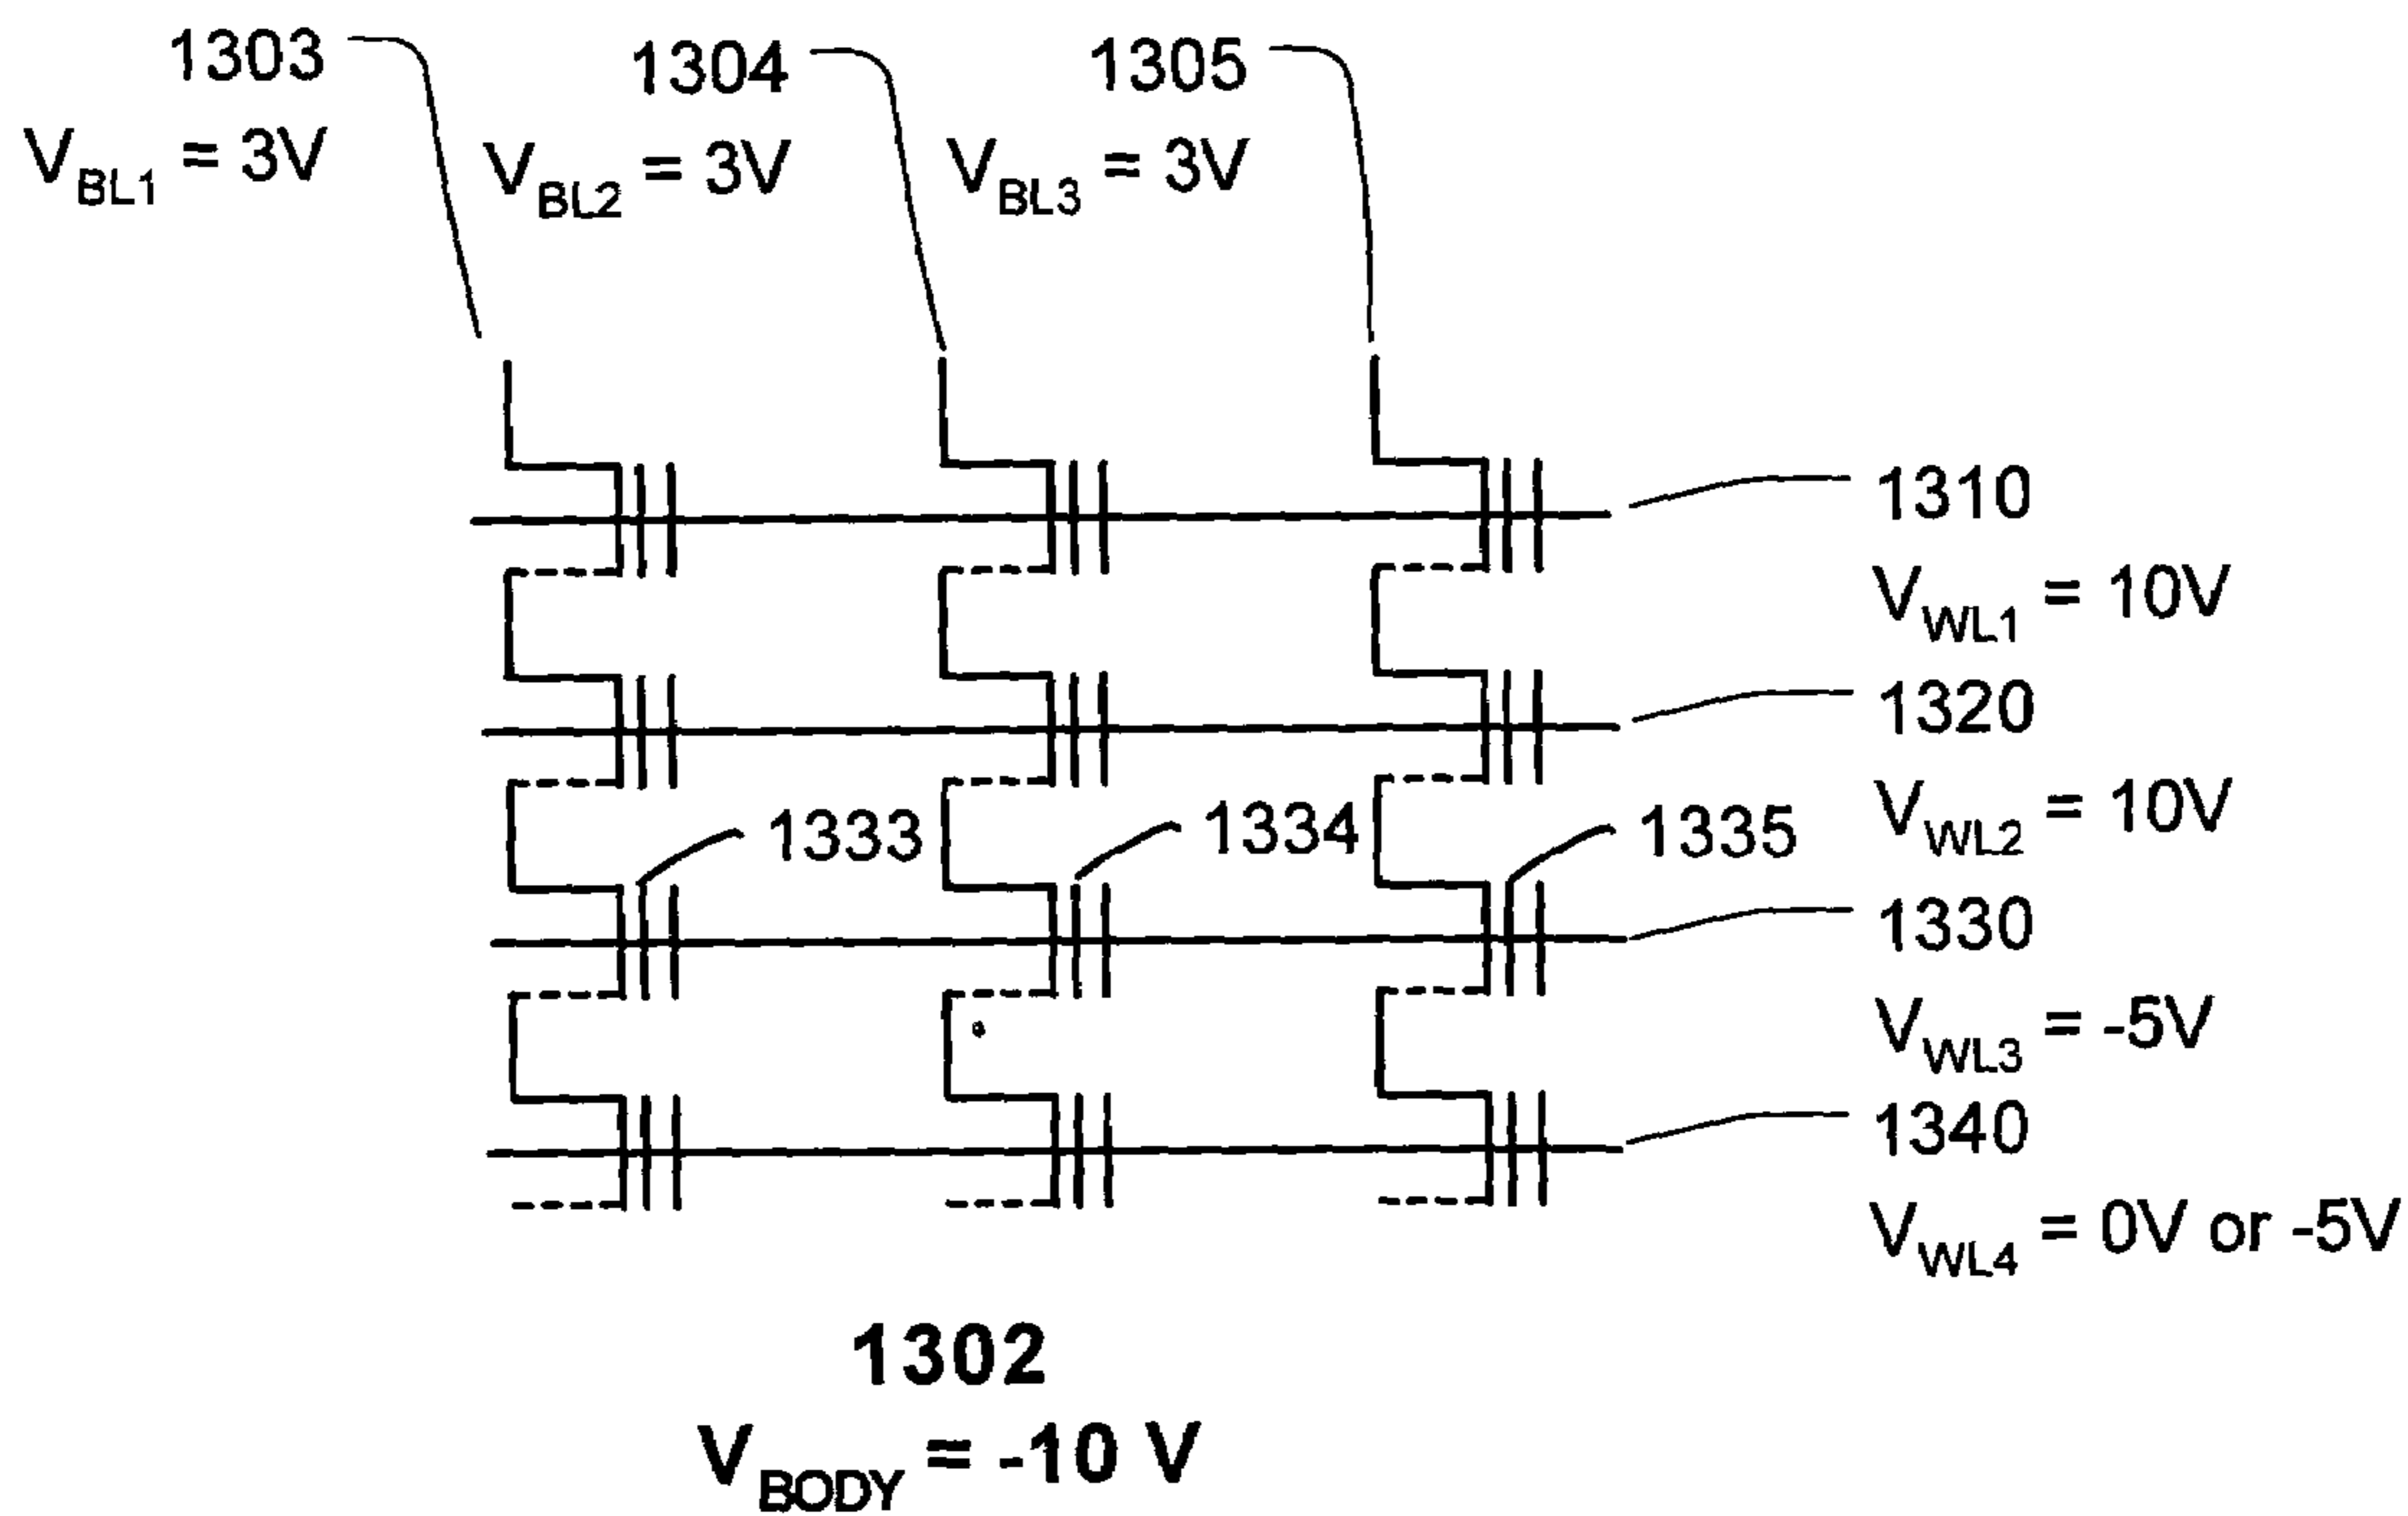 1303
V_BL1 = 3V
1304
V_BL2 = 3V
1305
V_BL3 = 3V
1310
V_WL1 = 10V
1320
V_WL2 = 10V
1333
1334
1335
1330
V_WL3 = -5V
1340
V_WL4 = 0V or -5V
1302
V_BODY = -10 V